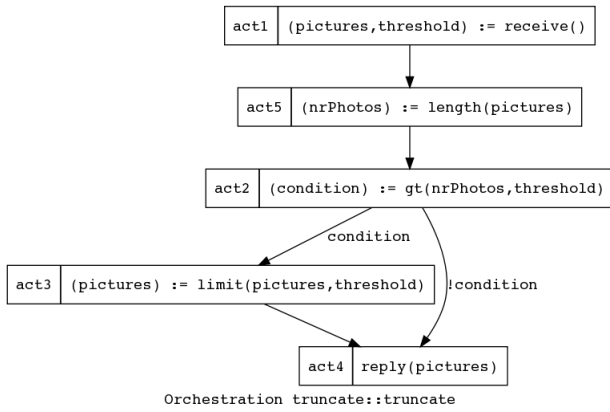 act1 (pictures,threshold) := receive()
act5 (nrPhotos) := length(pictures)
act2 (condition) := gt(nrPhotos,threshold)
condition
act3 (pictures) := limit(pictures,threshold)
!condition
act4 reply(pictures)
Orchestration truncate::truncate